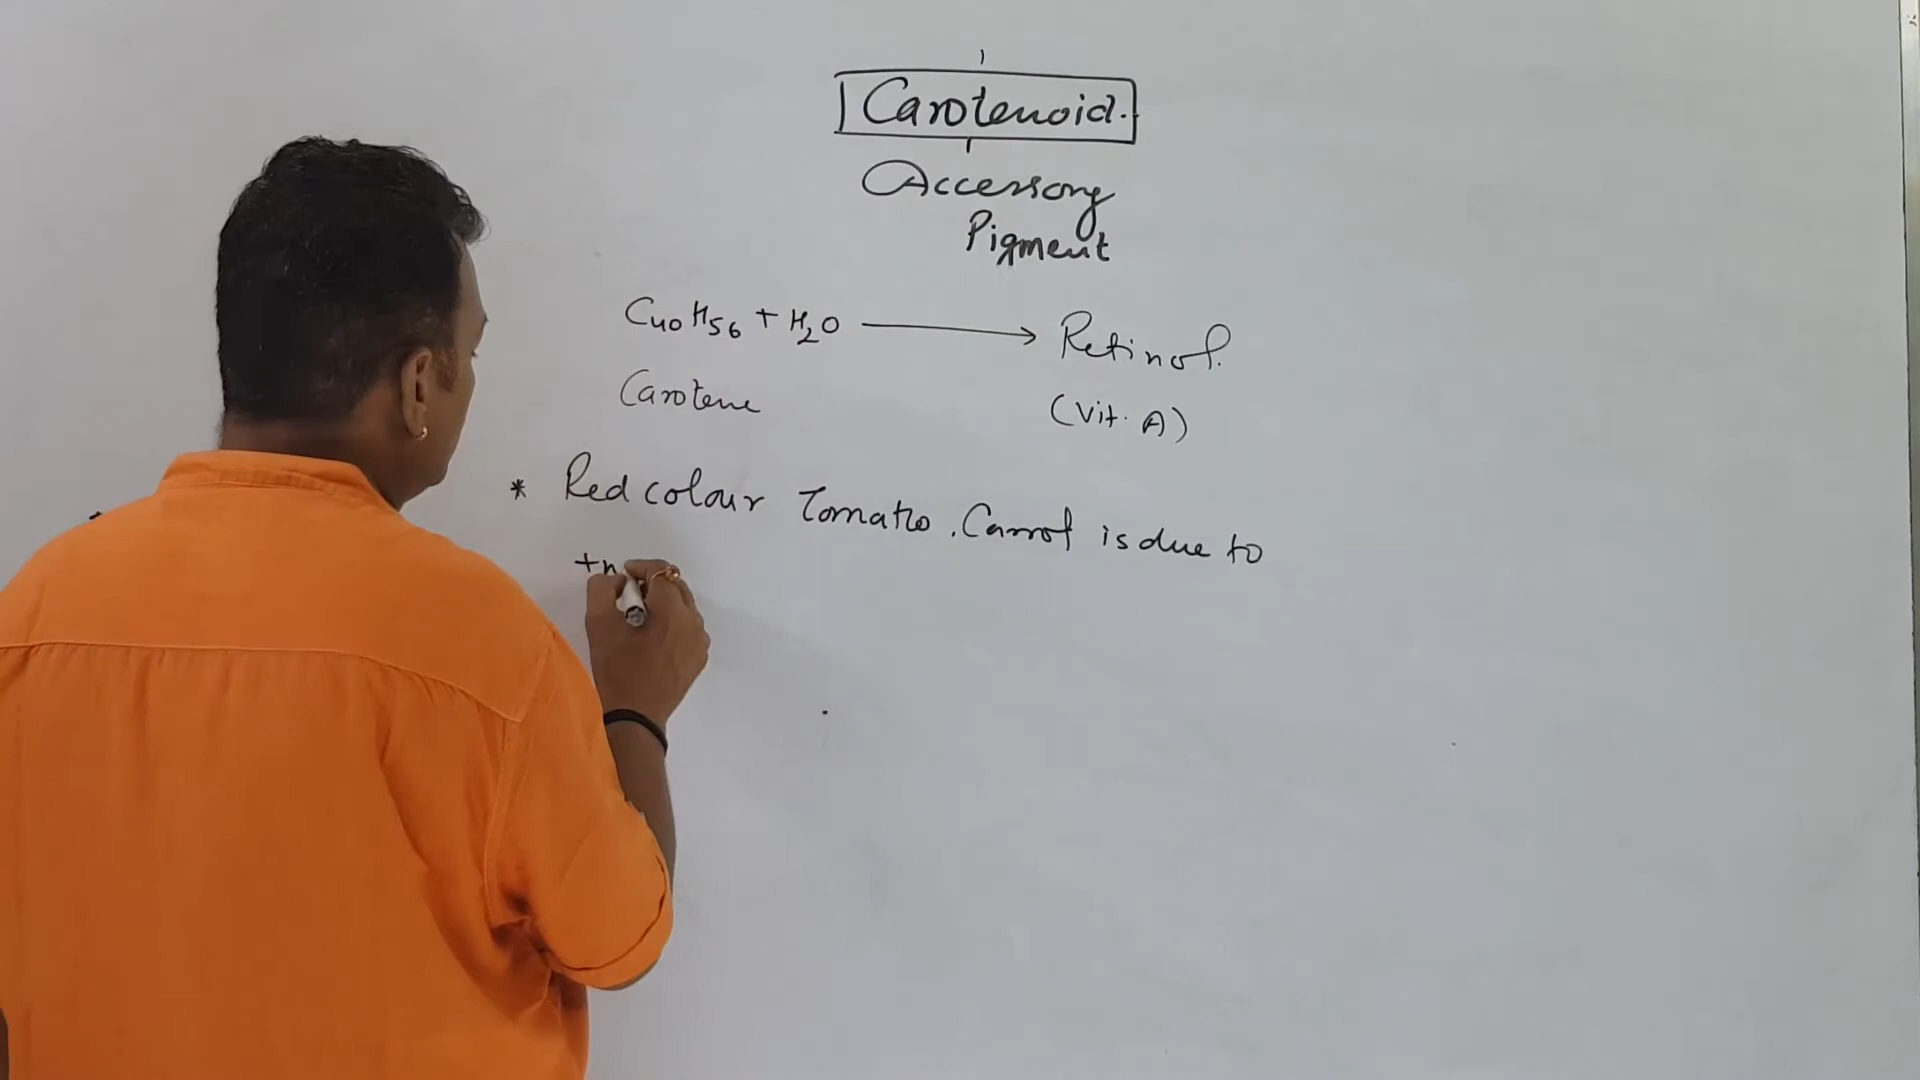 Carotenoid.
Accessory
Pigment
C40H56 + H2O → Retinol.
Carotene (Vit. A)
* Red colour Tomato, Carrot is due to